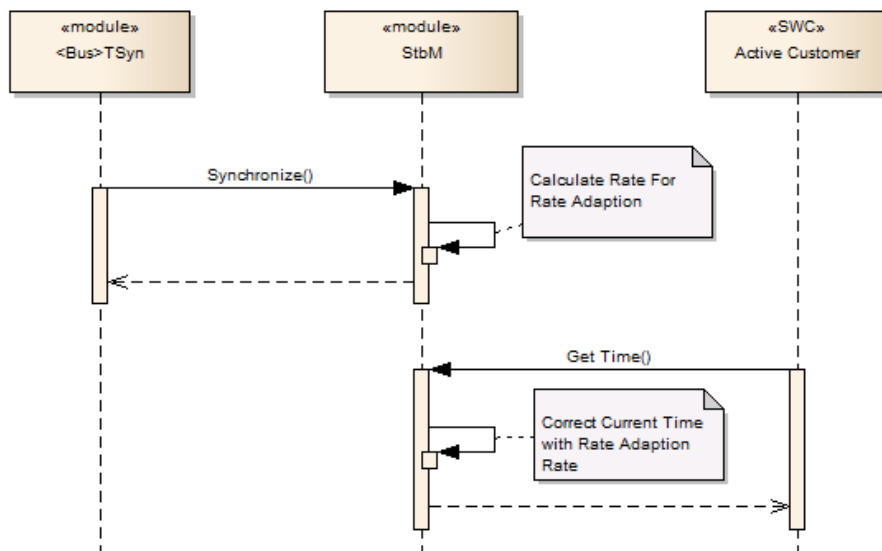 «module»
<Bus>TSyn
«module»
StbM
«SWC»
Active Customer
Synchronize()
Calculate Rate For
Rate Adaption
Get Time()
Correct Current Time
with Rate Adaption
Rate